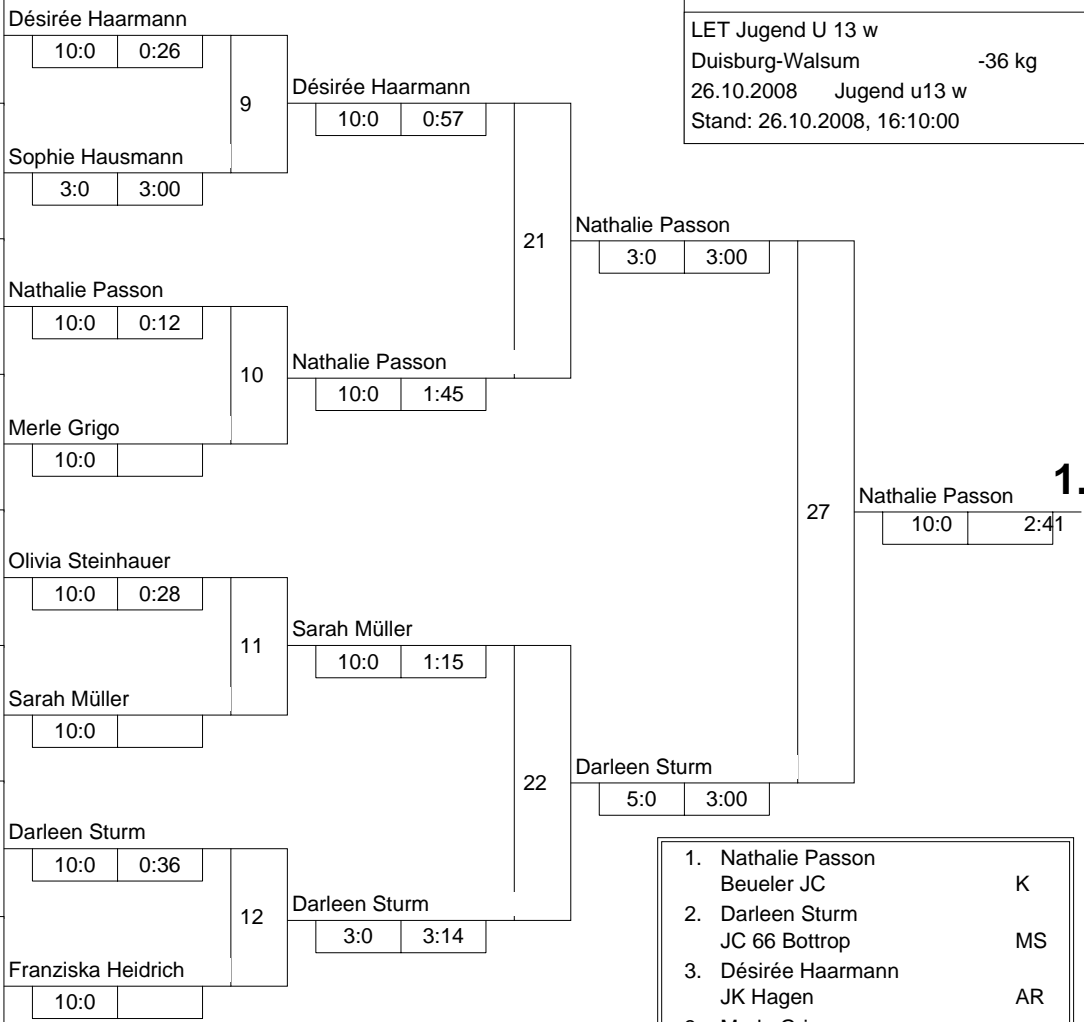 Désirée Haarmann
10:0 0:26
9
Sophie Hausmann
3:0 3:00
Nathalie Passon
10:0 0:12
10
Merle Grigo
10:0
Olivia Steinhauer
10:0 0:28
11
Sarah Müller
10:0
Darleen Sturm
10:0 0:36
12
Franziska Heidrich
10:0
Désirée Haarmann
10:0 0:57
21
Nathalie Passon
10:0 1:45
Sarah Müller
10:0 1:15
22
Darleen Sturm
3:0 3:14
Nathalie Passon
3:0 3:00
27
Darleen Sturm
5:0 3:00
Nathalie Passon 1.
10:0 2:41
LET Jugend U 13 w
Duisburg-Walsum -36 kg
26.10.2008 Jugend u13 w
Stand: 26.10.2008, 16:10:00
1. Nathalie Passon
Beueler JC K
2. Darleen Sturm
JC 66 Bottrop MS
3. Désirée Haarmann
JK Hagen AR